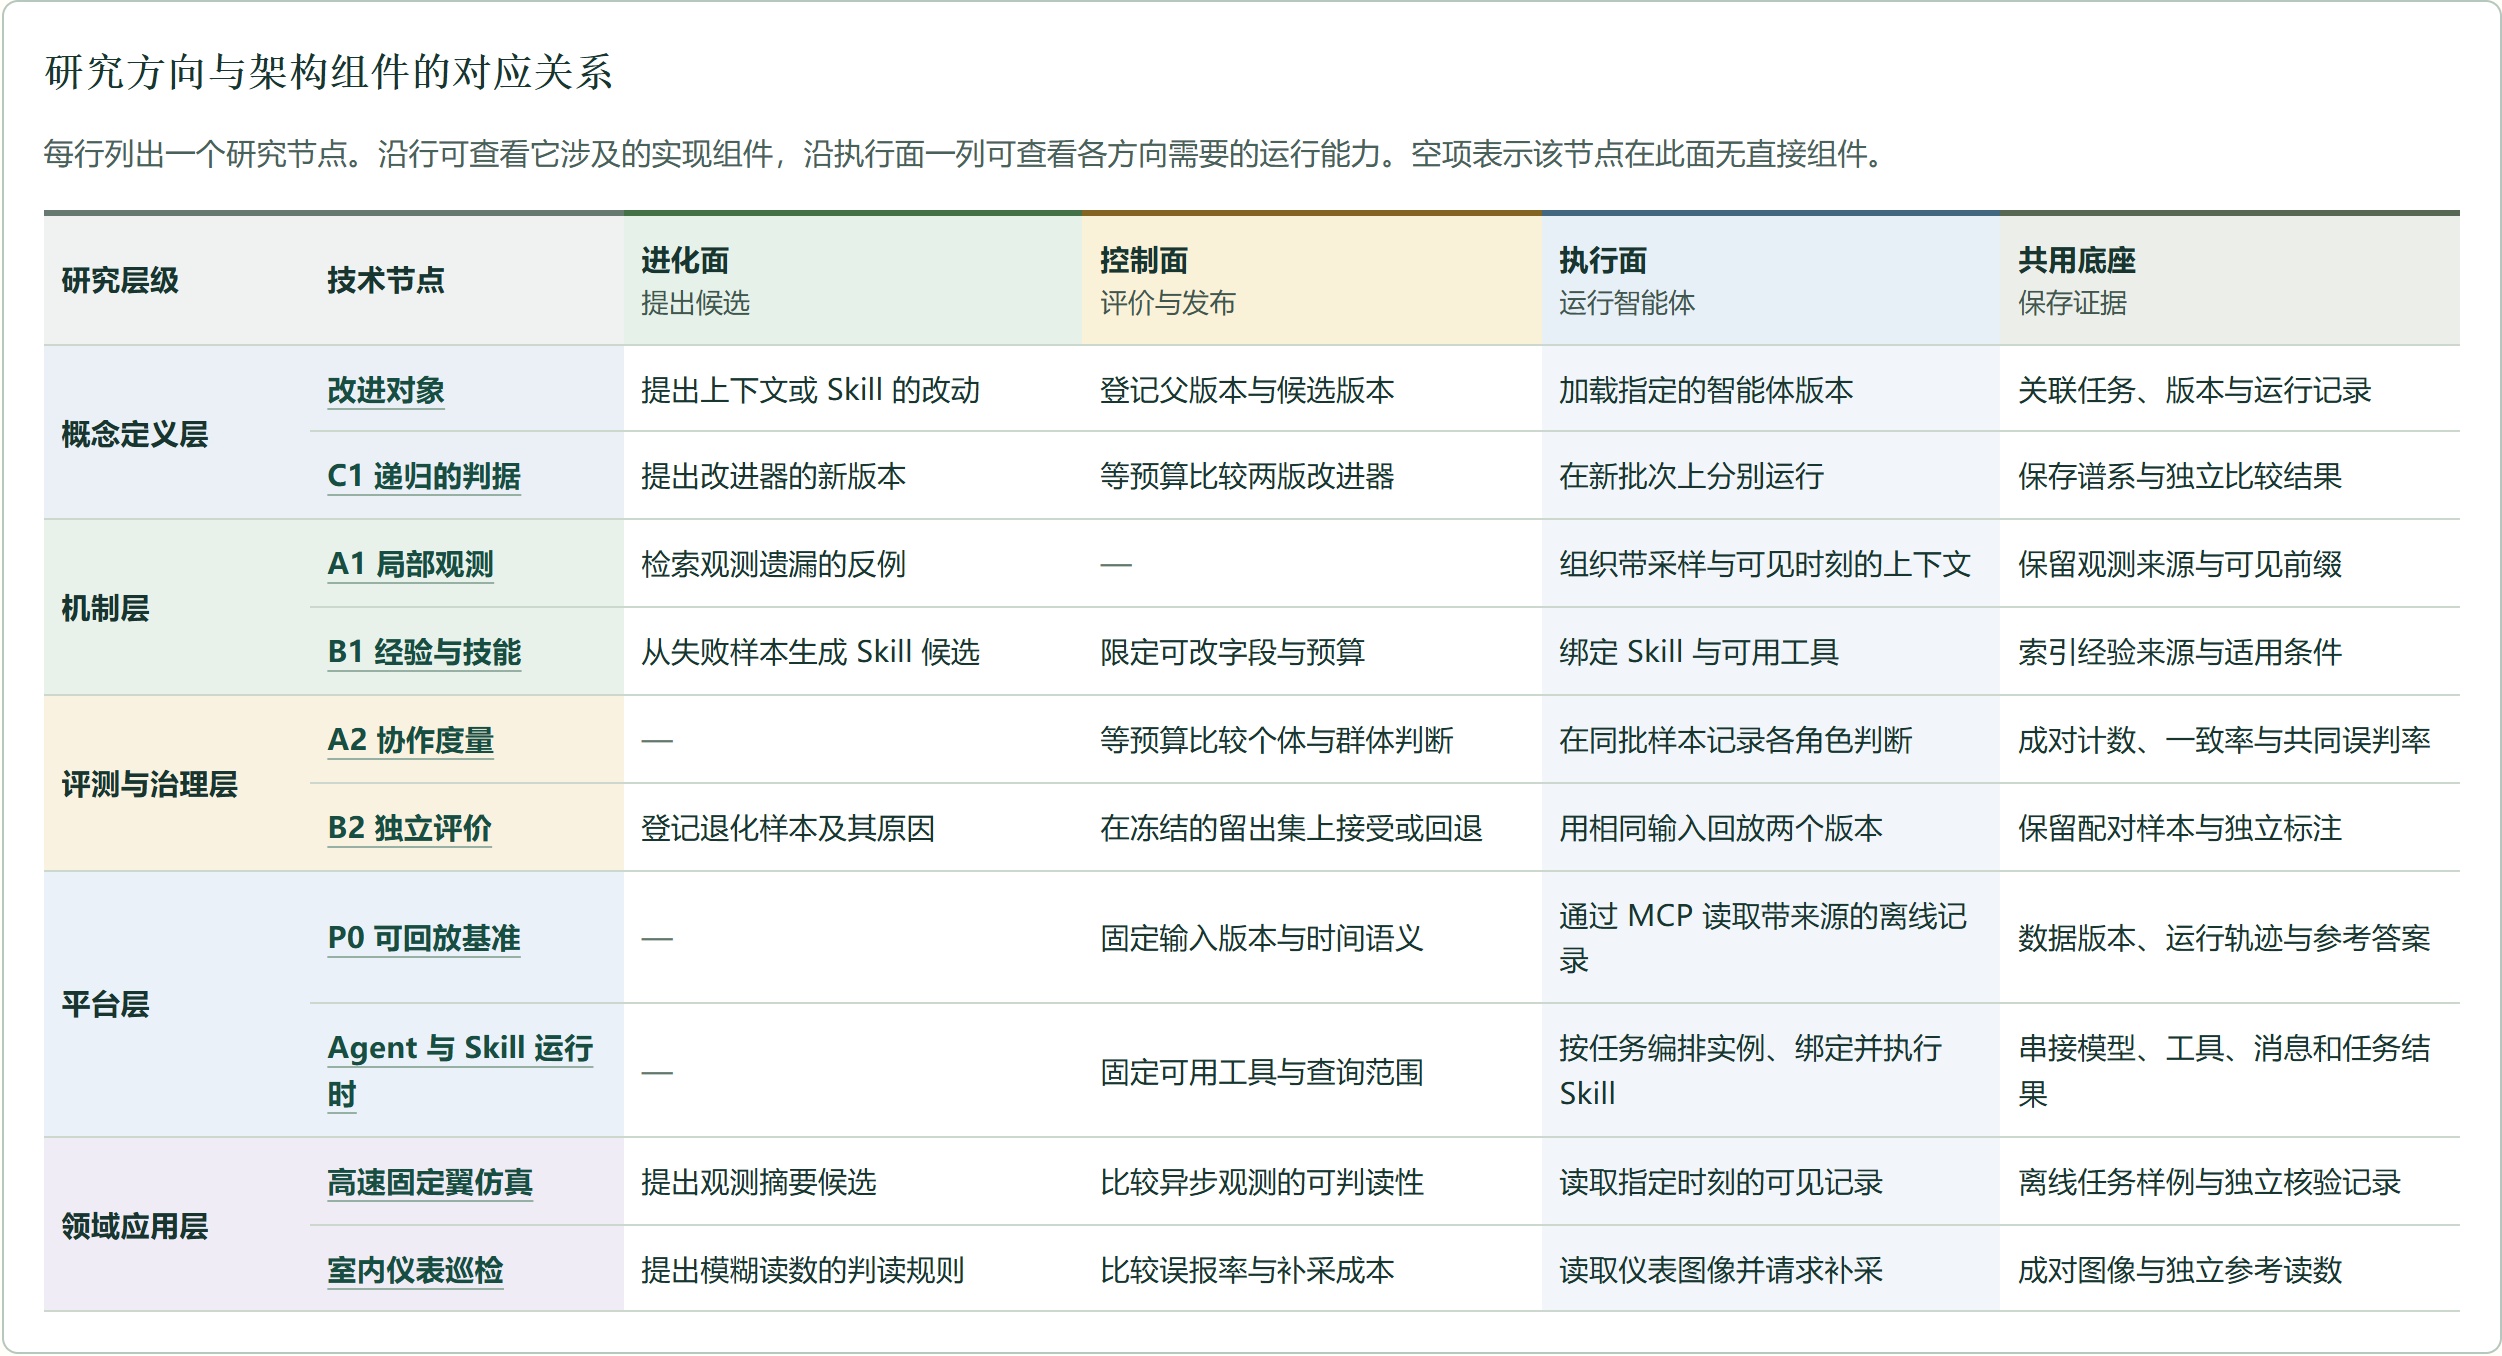 研究方向与架构组件的对应关系
每行列出一个研究节点。沿行可查看它涉及的实现组件，沿执行面一列可查看各方向需要的运行能力。空项表示该节点在此面无直接组件。
研究层级
技术节点
进化面
提出候选
控制面
评价与发布
执行面
运行智能体
共用底座
保存证据
概念定义层
改进对象
提出上下文或 Skill 的改动
登记父版本与候选版本
加载指定的智能体版本
关联任务、版本与运行记录
C1 递归的判据
提出改进器的新版本
等预算比较两版改进器
在新批次上分别运行
保存谱系与独立比较结果
机制层
A1 局部观测
检索观测遗漏的反例
—
组织带采样与可见时刻的上下文
保留观测来源与可见前缀
B1 经验与技能
从失败样本生成 Skill 候选
限定可改字段与预算
绑定 Skill 与可用工具
索引经验来源与适用条件
评测与治理层
A2 协作度量
—
等预算比较个体与群体判断
在同批样本记录各角色判断
成对计数、一致率与共同误判率
B2 独立评价
登记退化样本及其原因
在冻结的留出集上接受或回退
用相同输入回放两个版本
保留配对样本与独立标注
平台层
P0 可回放基准
—
固定输入版本与时间语义
通过 MCP 读取带来源的离线记
录
数据版本、运行轨迹与参考答案
Agent 与 Skill 运行
时
—
固定可用工具与查询范围
按任务编排实例、绑定并执行
Skill
串接模型、工具、消息和任务结
果
领域应用层
高速固定翼仿真
提出观测摘要候选
比较异步观测的可判读性
读取指定时刻的可见记录
离线任务样例与独立核验记录
室内仪表巡检
提出模糊读数的判读规则
比较误报率与补采成本
读取仪表图像并请求补采
成对图像与独立参考读数